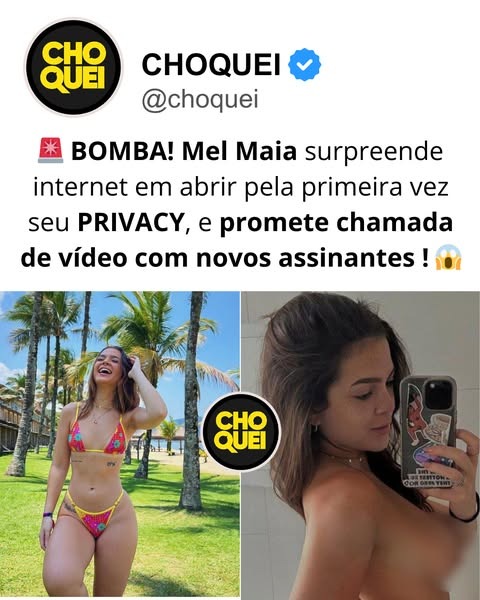 CHO
QUEI
CHOQUEI
@choquei
🚨 BOMBA! Mel Maia surpreende
internet em abrir pela primeira vez
seu PRIVACY, e promete chamada
de vídeo com novos assinantes ! 😱
CHO
QUEI